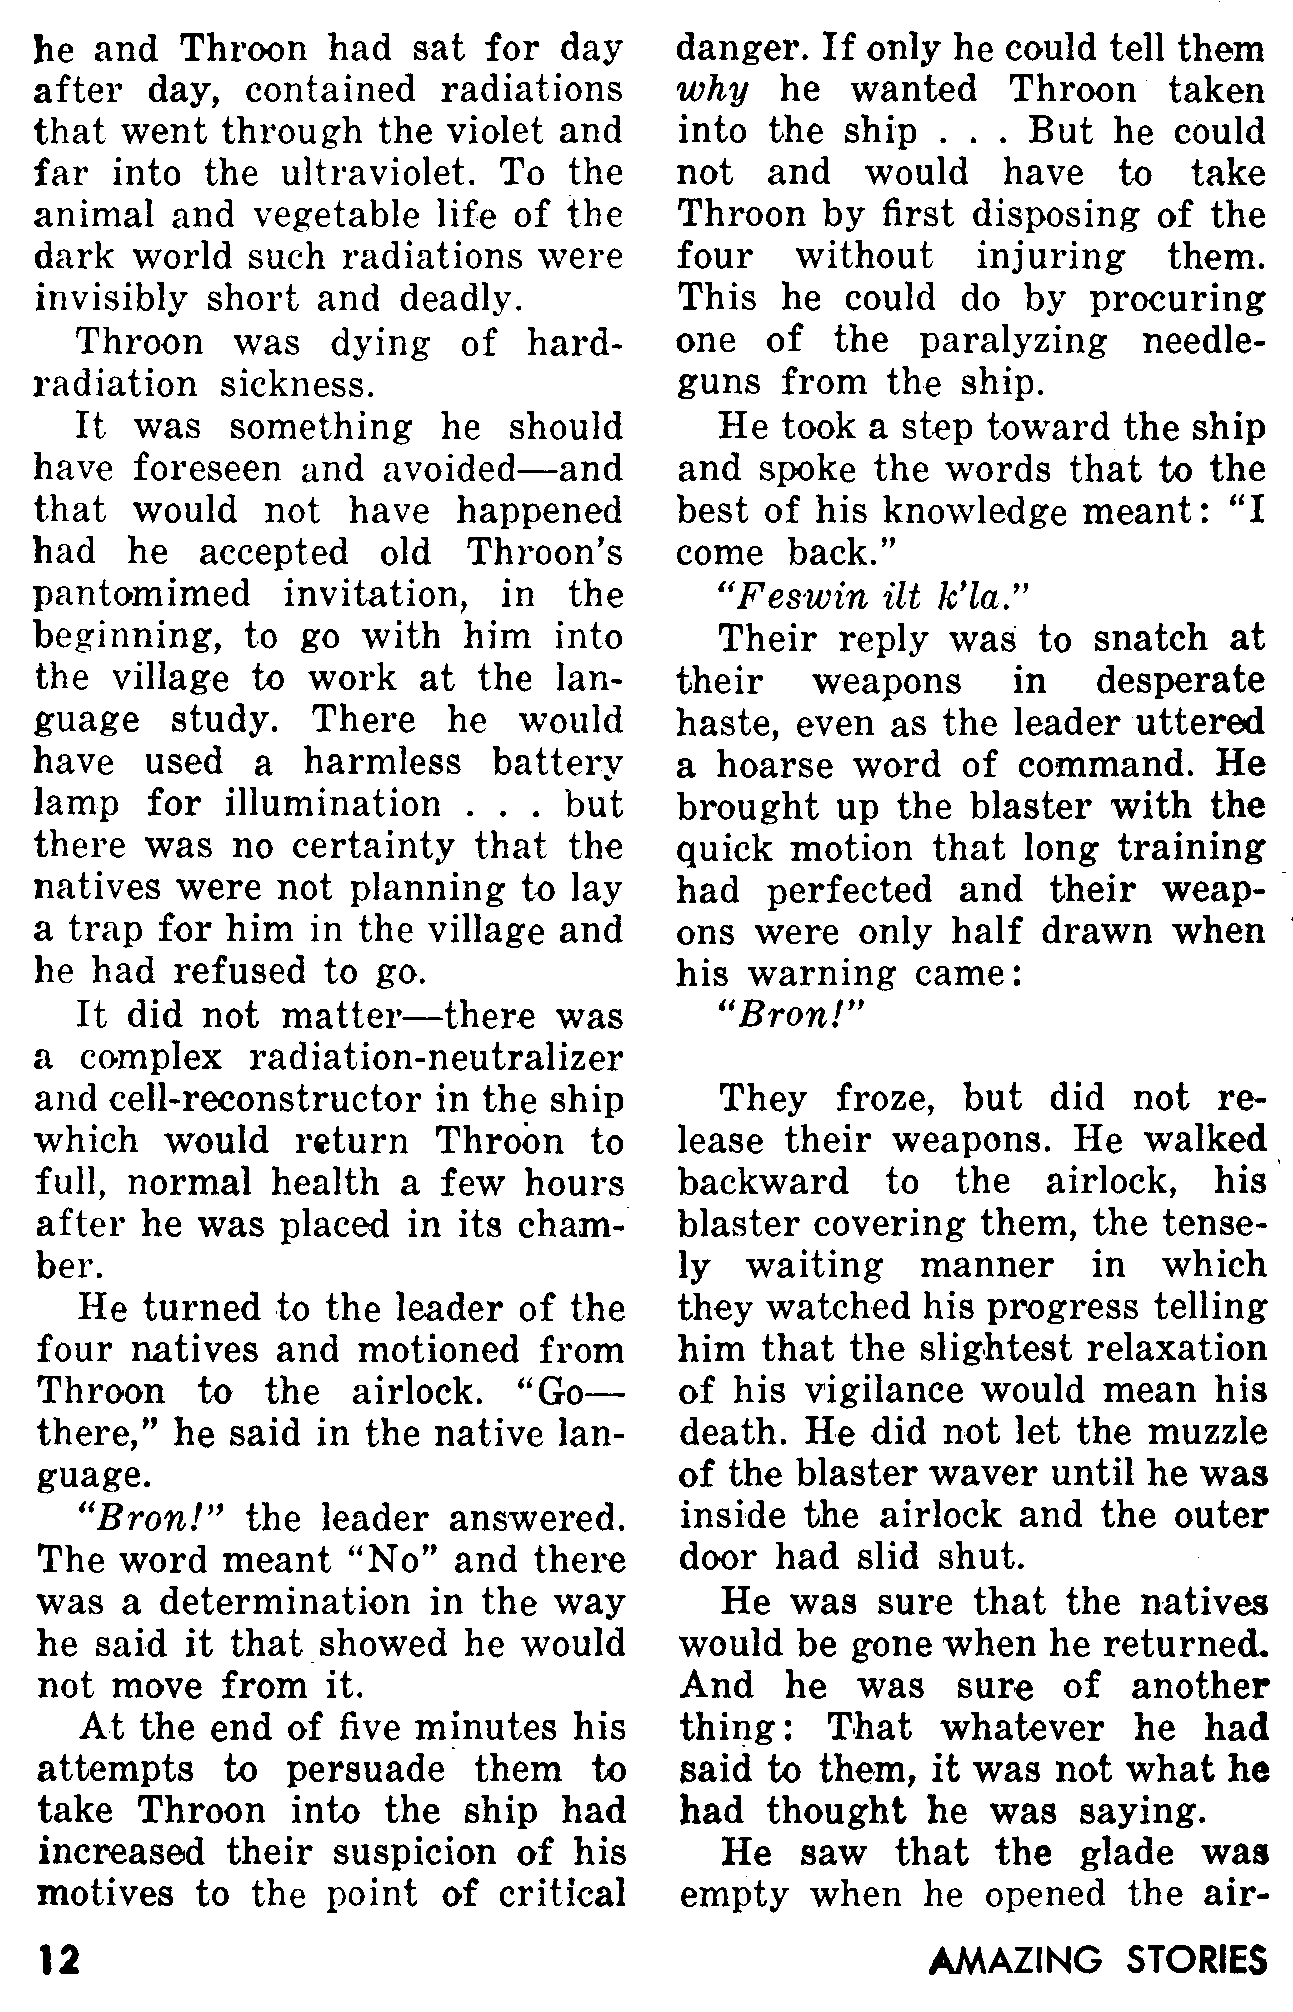 he and Throon had sat for day
after day, contained radiations
that went through the violet and
far into the ultraviolet. To the
animal and vegetable life of the
dark world such radiations were
invisibly short and deadly.
Throon was dying of hard-
radiation sickness.
It was something he should
have foreseen and avoided—and
that would not have happened
had he accepted old Throon's
pantomimed invitation, in the
beginning, to go with him into
the village to work at the lan-
guage study. There he would
have used a harmless battery
lamp for illumination . . . but
there was no certainty that the
natives were not planning to lay
a trap for him in the village and
he had refused to go.
It did not matter—there was
a complex radiation-neutralizer
and cell-reconstructor in the ship
which would return Throon to
full, normal health a few hours
after he was placed in its cham-
ber.
He turned to the leader of the
four natives and motioned from
Throon to the airlock. "Go—
there," he said in the native lan-
guage.
"Bron!" the leader answered.
The word meant "No" and there
was a determination in the way
he said it that showed he would
not move from it.
At the end of five minutes his
attempts to persuade them to
take Throon into the ship had
increased their suspicion of his
motives to the point of critical
danger. If only he could tell them
why he wanted Throon taken
into the ship . . . But he could
not and would have to take
Throon by first disposing of the
four without injuring them.
This he could do by procuring
one of the paralyzing needle-
guns from the ship.
He took a step toward the ship
and spoke the words that to the
best of his knowledge meant: "I
come back."
"Feswin ilt k'la."
Their reply was to snatch at
their weapons in desperate
haste, even as the leader uttered
a hoarse word of command. He
brought up the blaster with the
quick motion that long training
had perfected and their weap-
ons were only half drawn when
his warning came:
"Bron!"
They froze, but did not re-
lease their weapons. He walked
backward to the airlock, his
blaster covering them, the tense-
ly waiting manner in which
they watched his progress telling
him that the slightest relaxation
of his vigilance would mean his
death. He did not let the muzzle
of the blaster waver until he was
inside the airlock and the outer
door had slid shut.
He was sure that the natives
would be gone when he returned.
And he was sure of another
thing: That whatever he had
said to them, it was not what he
had thought he was saying.
He saw that the glade was
empty when he opened the air-
12
AMAZING STORIES